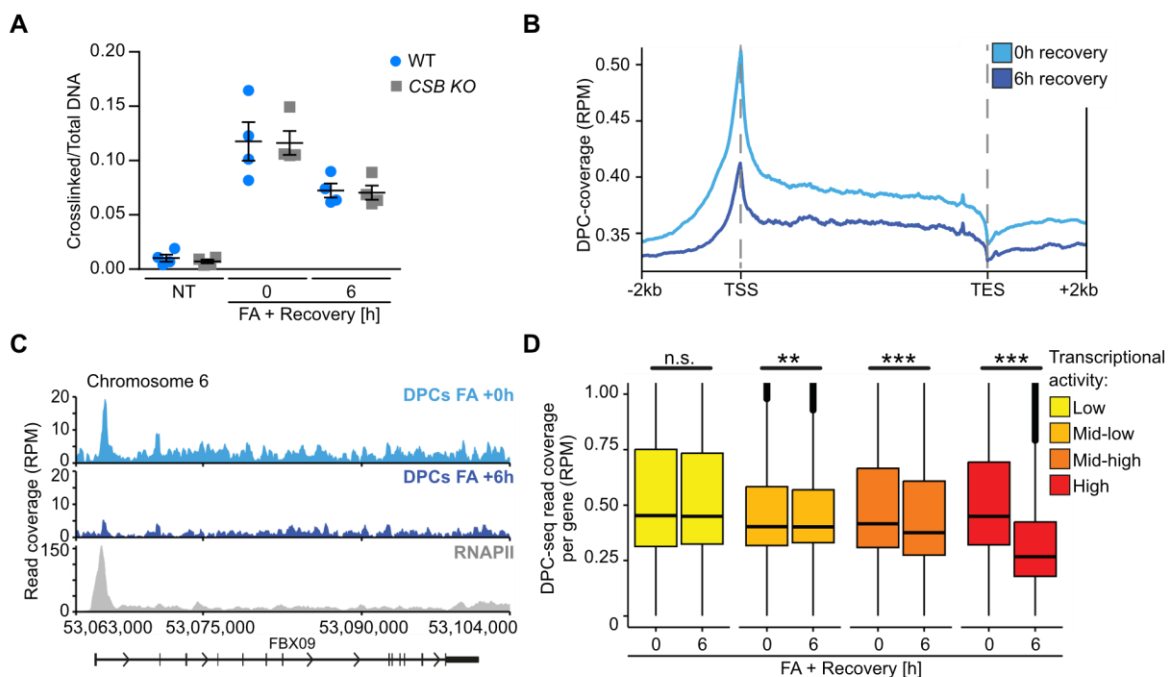 A
Crosslinked/Total DNA
0.20
0.15
0.10
0.05
0.00
WT
CSB KO
NT
0
6
FA + Recovery [h]
B
DPC-coverage (RPM)
0.50
0.45
0.40
0.35
0h recovery
6h recovery
-2kb
TSS
TES
+2kb
C
Chromosome 6
Read coverage (RPM)
20
10
0
DPCs FA +0h
20
10
0
DPCs FA +6h
150
0
RNAPII
53,063,000
53,075,000
53,090,000
53,104,000
FBX09
D
DPC-seq read coverage
per gene (RPM)
1.00
0.75
0.50
0.25
0
n.s.
**
***
***
Transcriptional
activity:
Low
Mid-low
Mid-high
High
0 6 0 6 0 6 0 6
FA + Recovery [h]